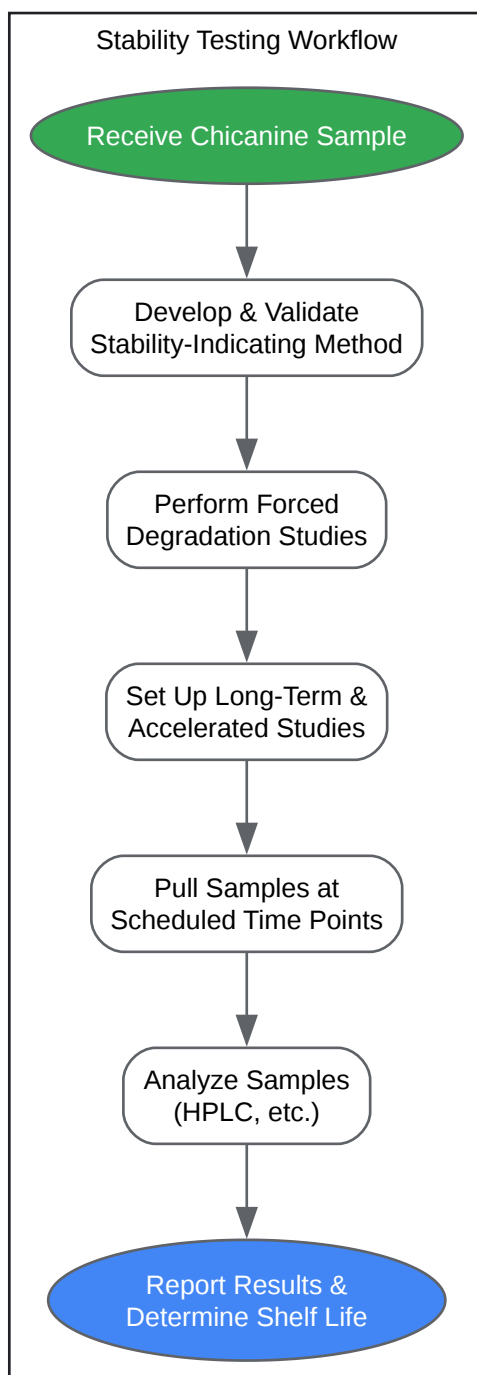 Stability Testing Workflow
Receive Chicanine Sample
Develop & Validate
Stability-Indicating Method
Perform Forced
Degradation Studies
Set Up Long-Term &
Accelerated Studies
Pull Samples at
Scheduled Time Points
Analyze Samples
(HPLC, etc.)
Report Results &
Determine Shelf Life